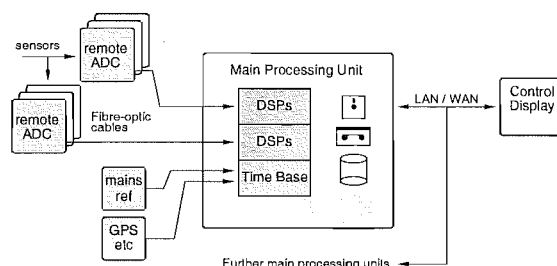 sensors
remote
ADC
remote
ADC
Fibre-optic
cables
mains
ref
GPS
etc
Main Processing Unit
DSPs
DSPs
Time Base
LAN / WAN
Control
Display
Further main processing units